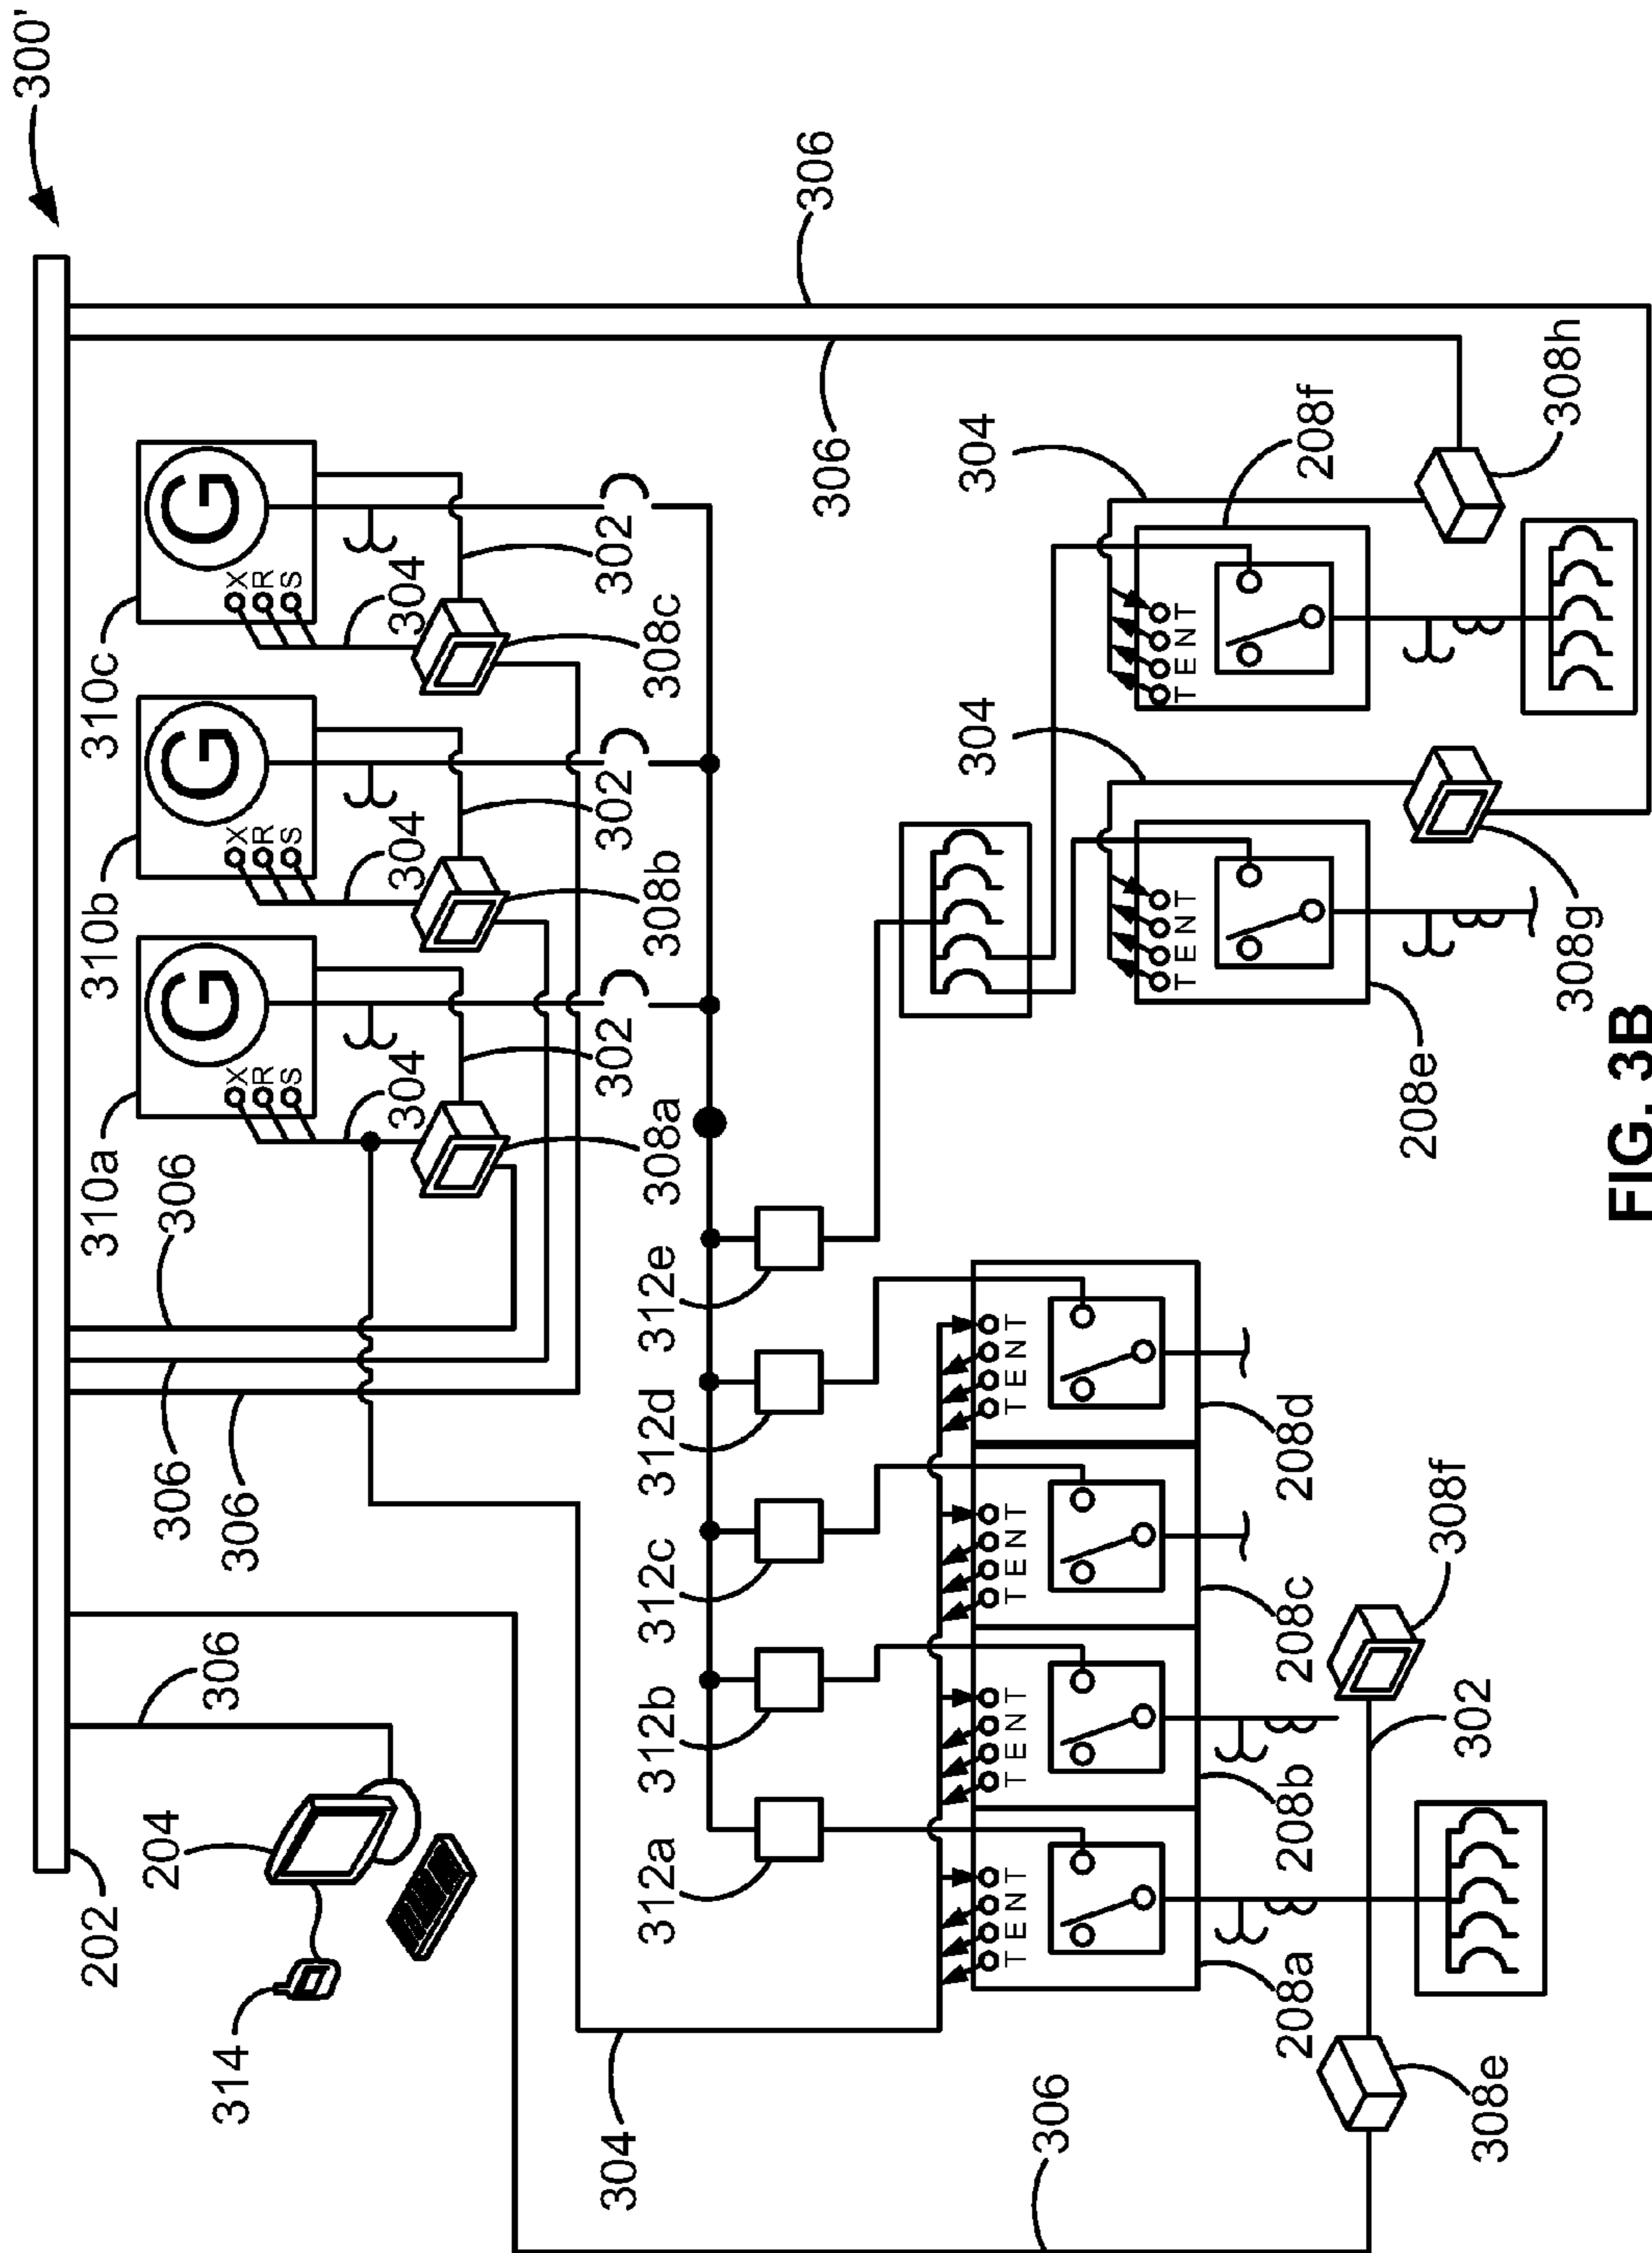 300'
G
X
R
S
310c
G
X
R
S
310b
G
X
R
S
310a
306
306
306
306
204
202
314
304
302
308c
304
302
308b
304
302
308a
306
306
312e
312d
312c
312b
312a
304
T E N T
208d
T E N T
208c
T E N T
208b
T E N T
208a
308f
302
308e
306
304
T E N T
208f
308h
304
T E N T
208e
308g
FIG. 3B